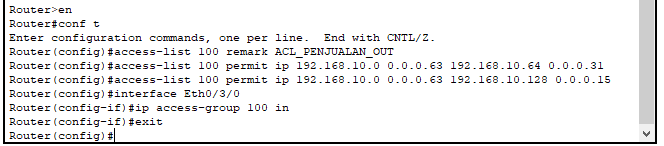 Router>en
Router#conf t
Enter configuration commands, one per line.  End with CNTL/Z.
Router(config)#access-list 100 remark ACL_PENJUALAN_OUT
Router(config)#access-list 100 permit ip 192.168.10.0 0.0.0.63 192.168.10.64 0.0.0.31
Router(config)#access-list 100 permit ip 192.168.10.0 0.0.0.63 192.168.10.128 0.0.0.15
Router(config)#interface Eth0/3/0
Router(config-if)#ip access-group 100 in
Router(config-if)#exit
Router(config)#